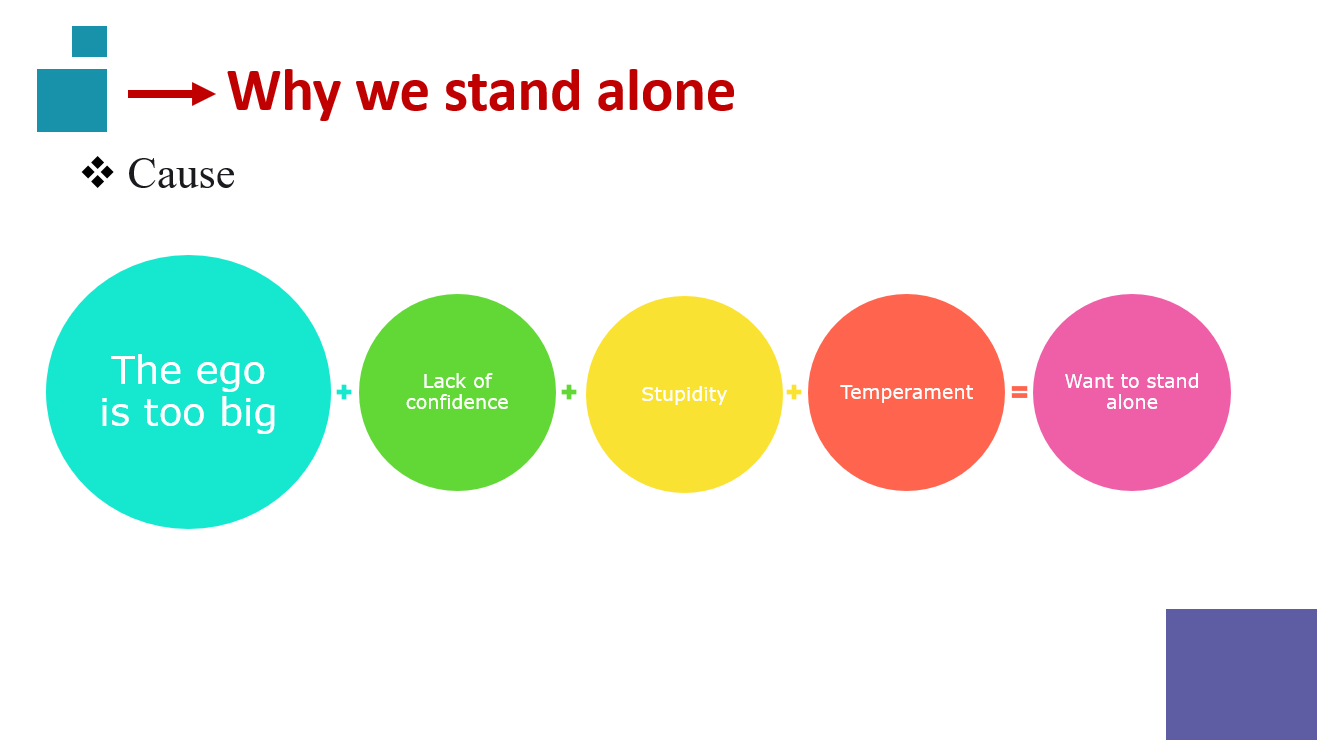 Why we stand alone
❖ Cause
The ego
is too big
+
Lack of
confidence
+
Stupidity
+
Temperament
=
Want to stand
alone